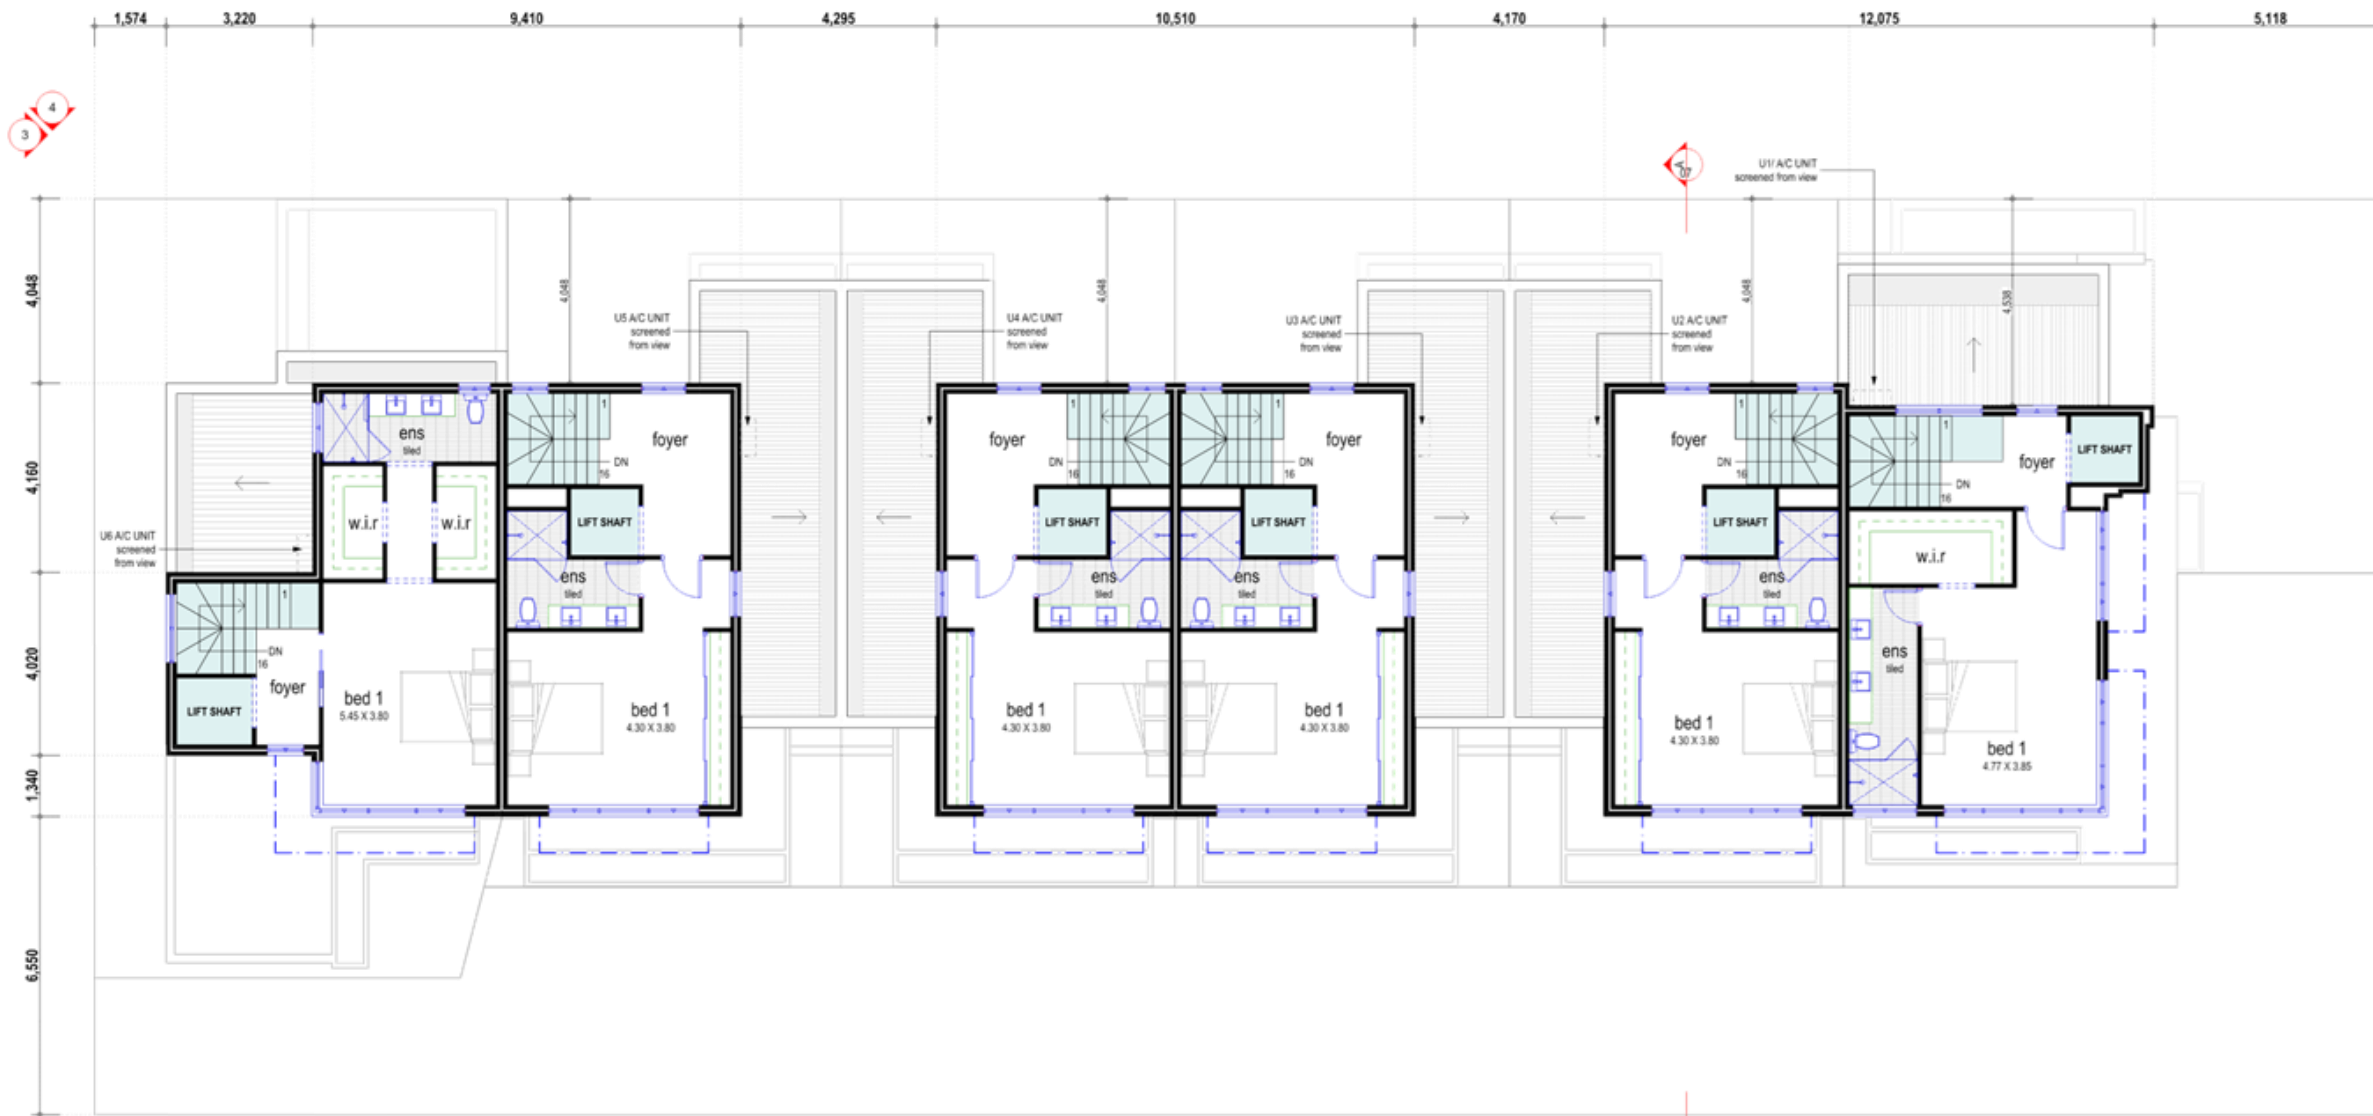 1,574
3,220
9,410
4,295
10,510
4,170
12,075
5,118
4
3
A
07
U1/ A/C UNIT
screened from view
4,048
4,160
4,020
1,340
6,550
4,048
4,048
4,048
4,538
U5 A/C UNIT
screened
from view
U4 A/C UNIT
screened
from view
U3 A/C UNIT
screened
from view
U2 A/C UNIT
screened
from view
U6 A/C UNIT
screened
from view
ens
tiled
w.i.r
w.i.r
1
DN
16
foyer
LIFT SHAFT
bed 1
5.45 X 3.80
1
foyer
DN
16
LIFT SHAFT
ens
tiled
bed 1
4.30 X 3.80
foyer
1
DN
16
LIFT SHAFT
ens
tiled
bed 1
4.30 X 3.80
1
foyer
DN
16
LIFT SHAFT
ens
tiled
bed 1
4.30 X 3.80
foyer
1
DN
16
LIFT SHAFT
ens
tiled
bed 1
4.30 X 3.80
1
foyer
LIFT SHAFT
DN
16
w.i.r
ens
tiled
bed 1
4.77 X 3.85